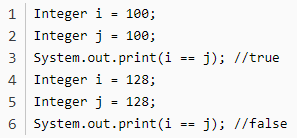 1 Integer i = 100;
2 Integer j = 100;
3 System.out.print(i == j); //true
4 Integer i = 128;
5 Integer j = 128;
6 System.out.print(i == j); //false